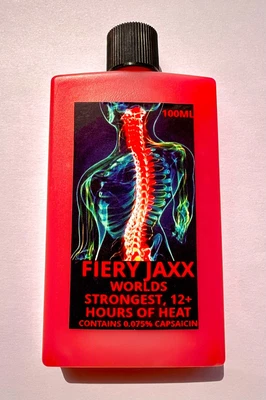 100ML
FIERY JAXX
WORLDS
STRONGEST, 12+
HOURS OF HEAT
CONTAINS 0.075% CAPSAICIN